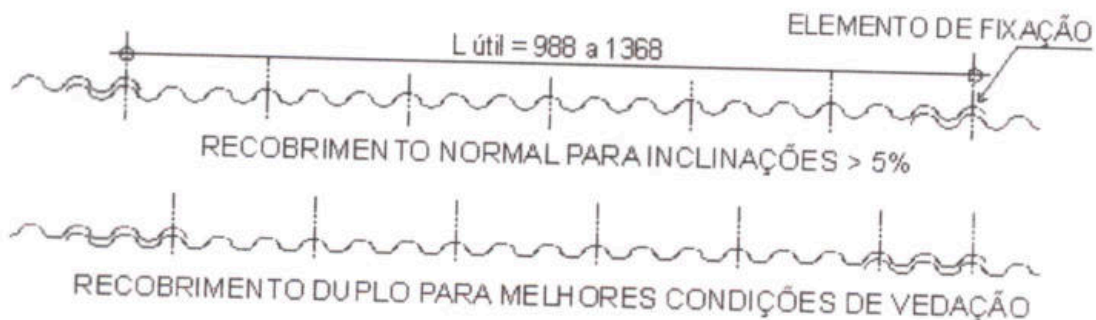 ELEMENTO DE FIXAÇÃO
L útil = 988 a 1368
RECOBRIMENTO NORMAL PARA INCLINAÇÕES > 5%
RECOBRIMENTO DUPLO PARA MELHORES CONDIÇÕES DE VEDAÇÃO